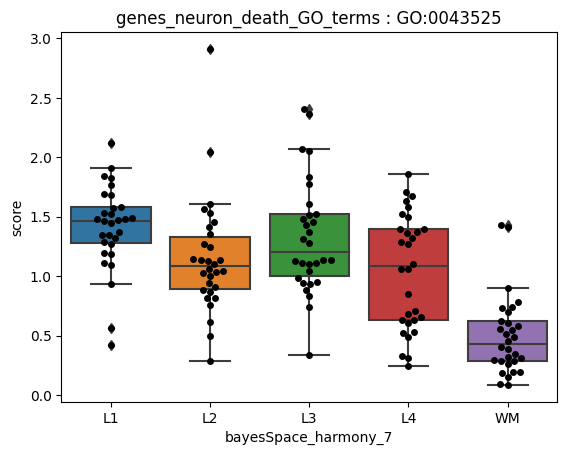 genes_neuron_death_GO_terms : GO:0043525
3.0
2.5
2.0
1.5
1.0
0.5
0.0
score
L1 L2 L3 L4 WM
bayesSpace_harmony_7